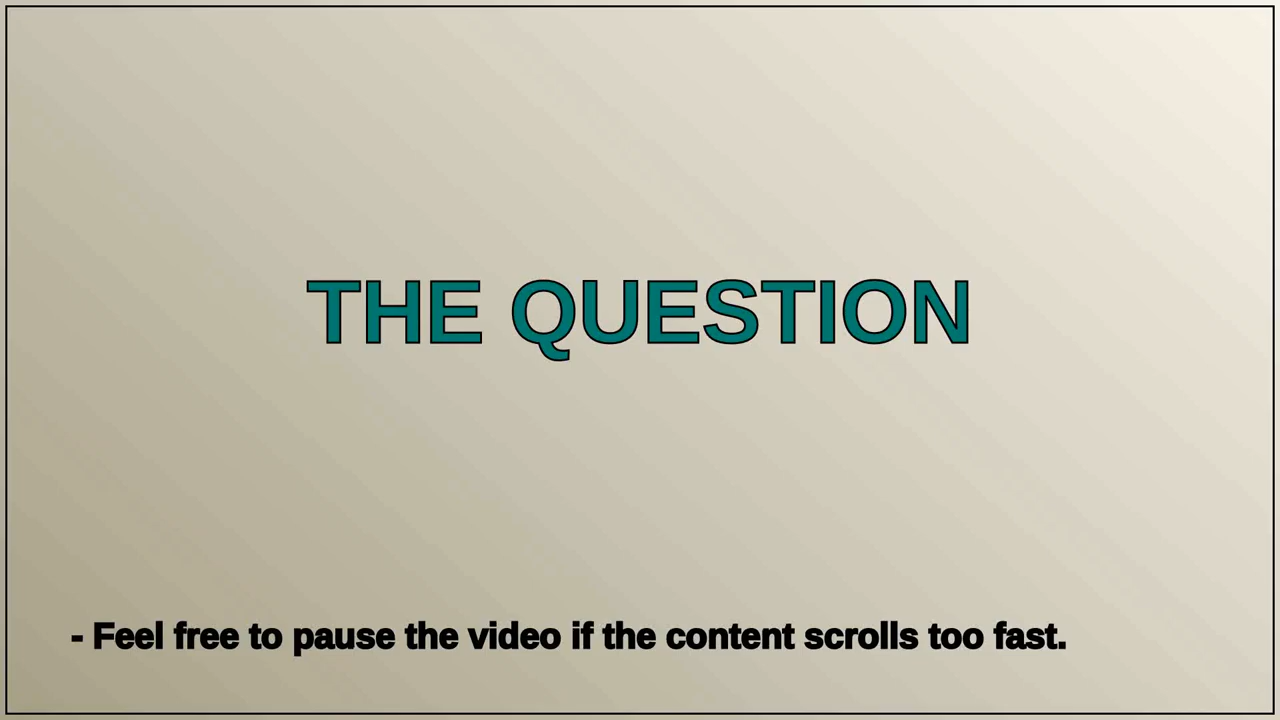 THE QUESTION
- Feel free to pause the video if the content scrolls too fast.